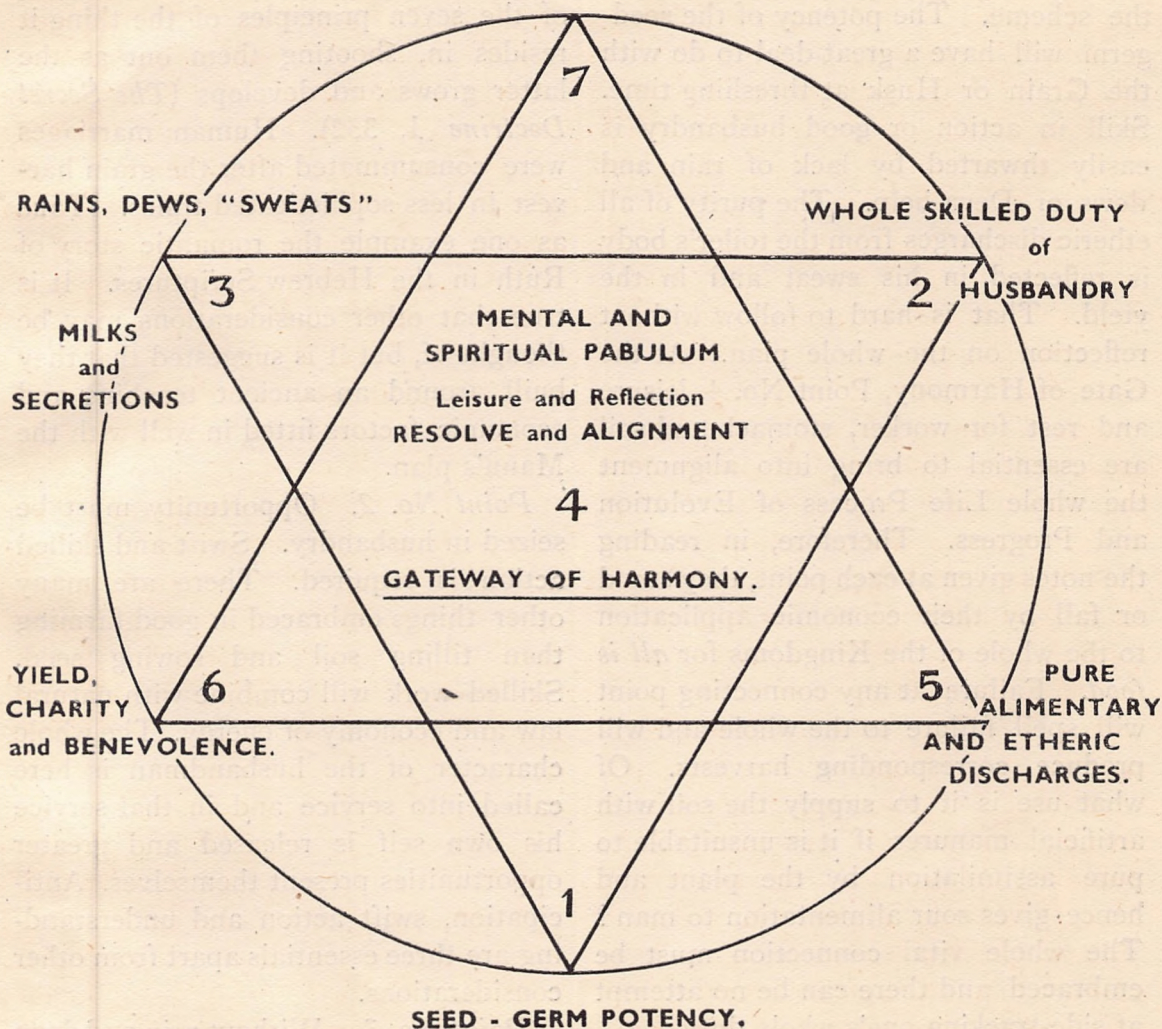 7
RAINS, DEWS, "SWEATS"
WHOLE SKILLED DUTY
of
HUSBANDRY
3
2
MILKS
and
SECRETIONS
MENTAL AND
SPIRITUAL PABULUM
Leisure and Reflection
RESOLVE and ALIGNMENT
4
GATEWAY OF HARMONY.
YIELD,
CHARITY
and BENEVOLENCE.
6
5
PURE
ALIMENTARY
AND ETHERIC
DISCHARGES.
1
SEED - GERM POTENCY.